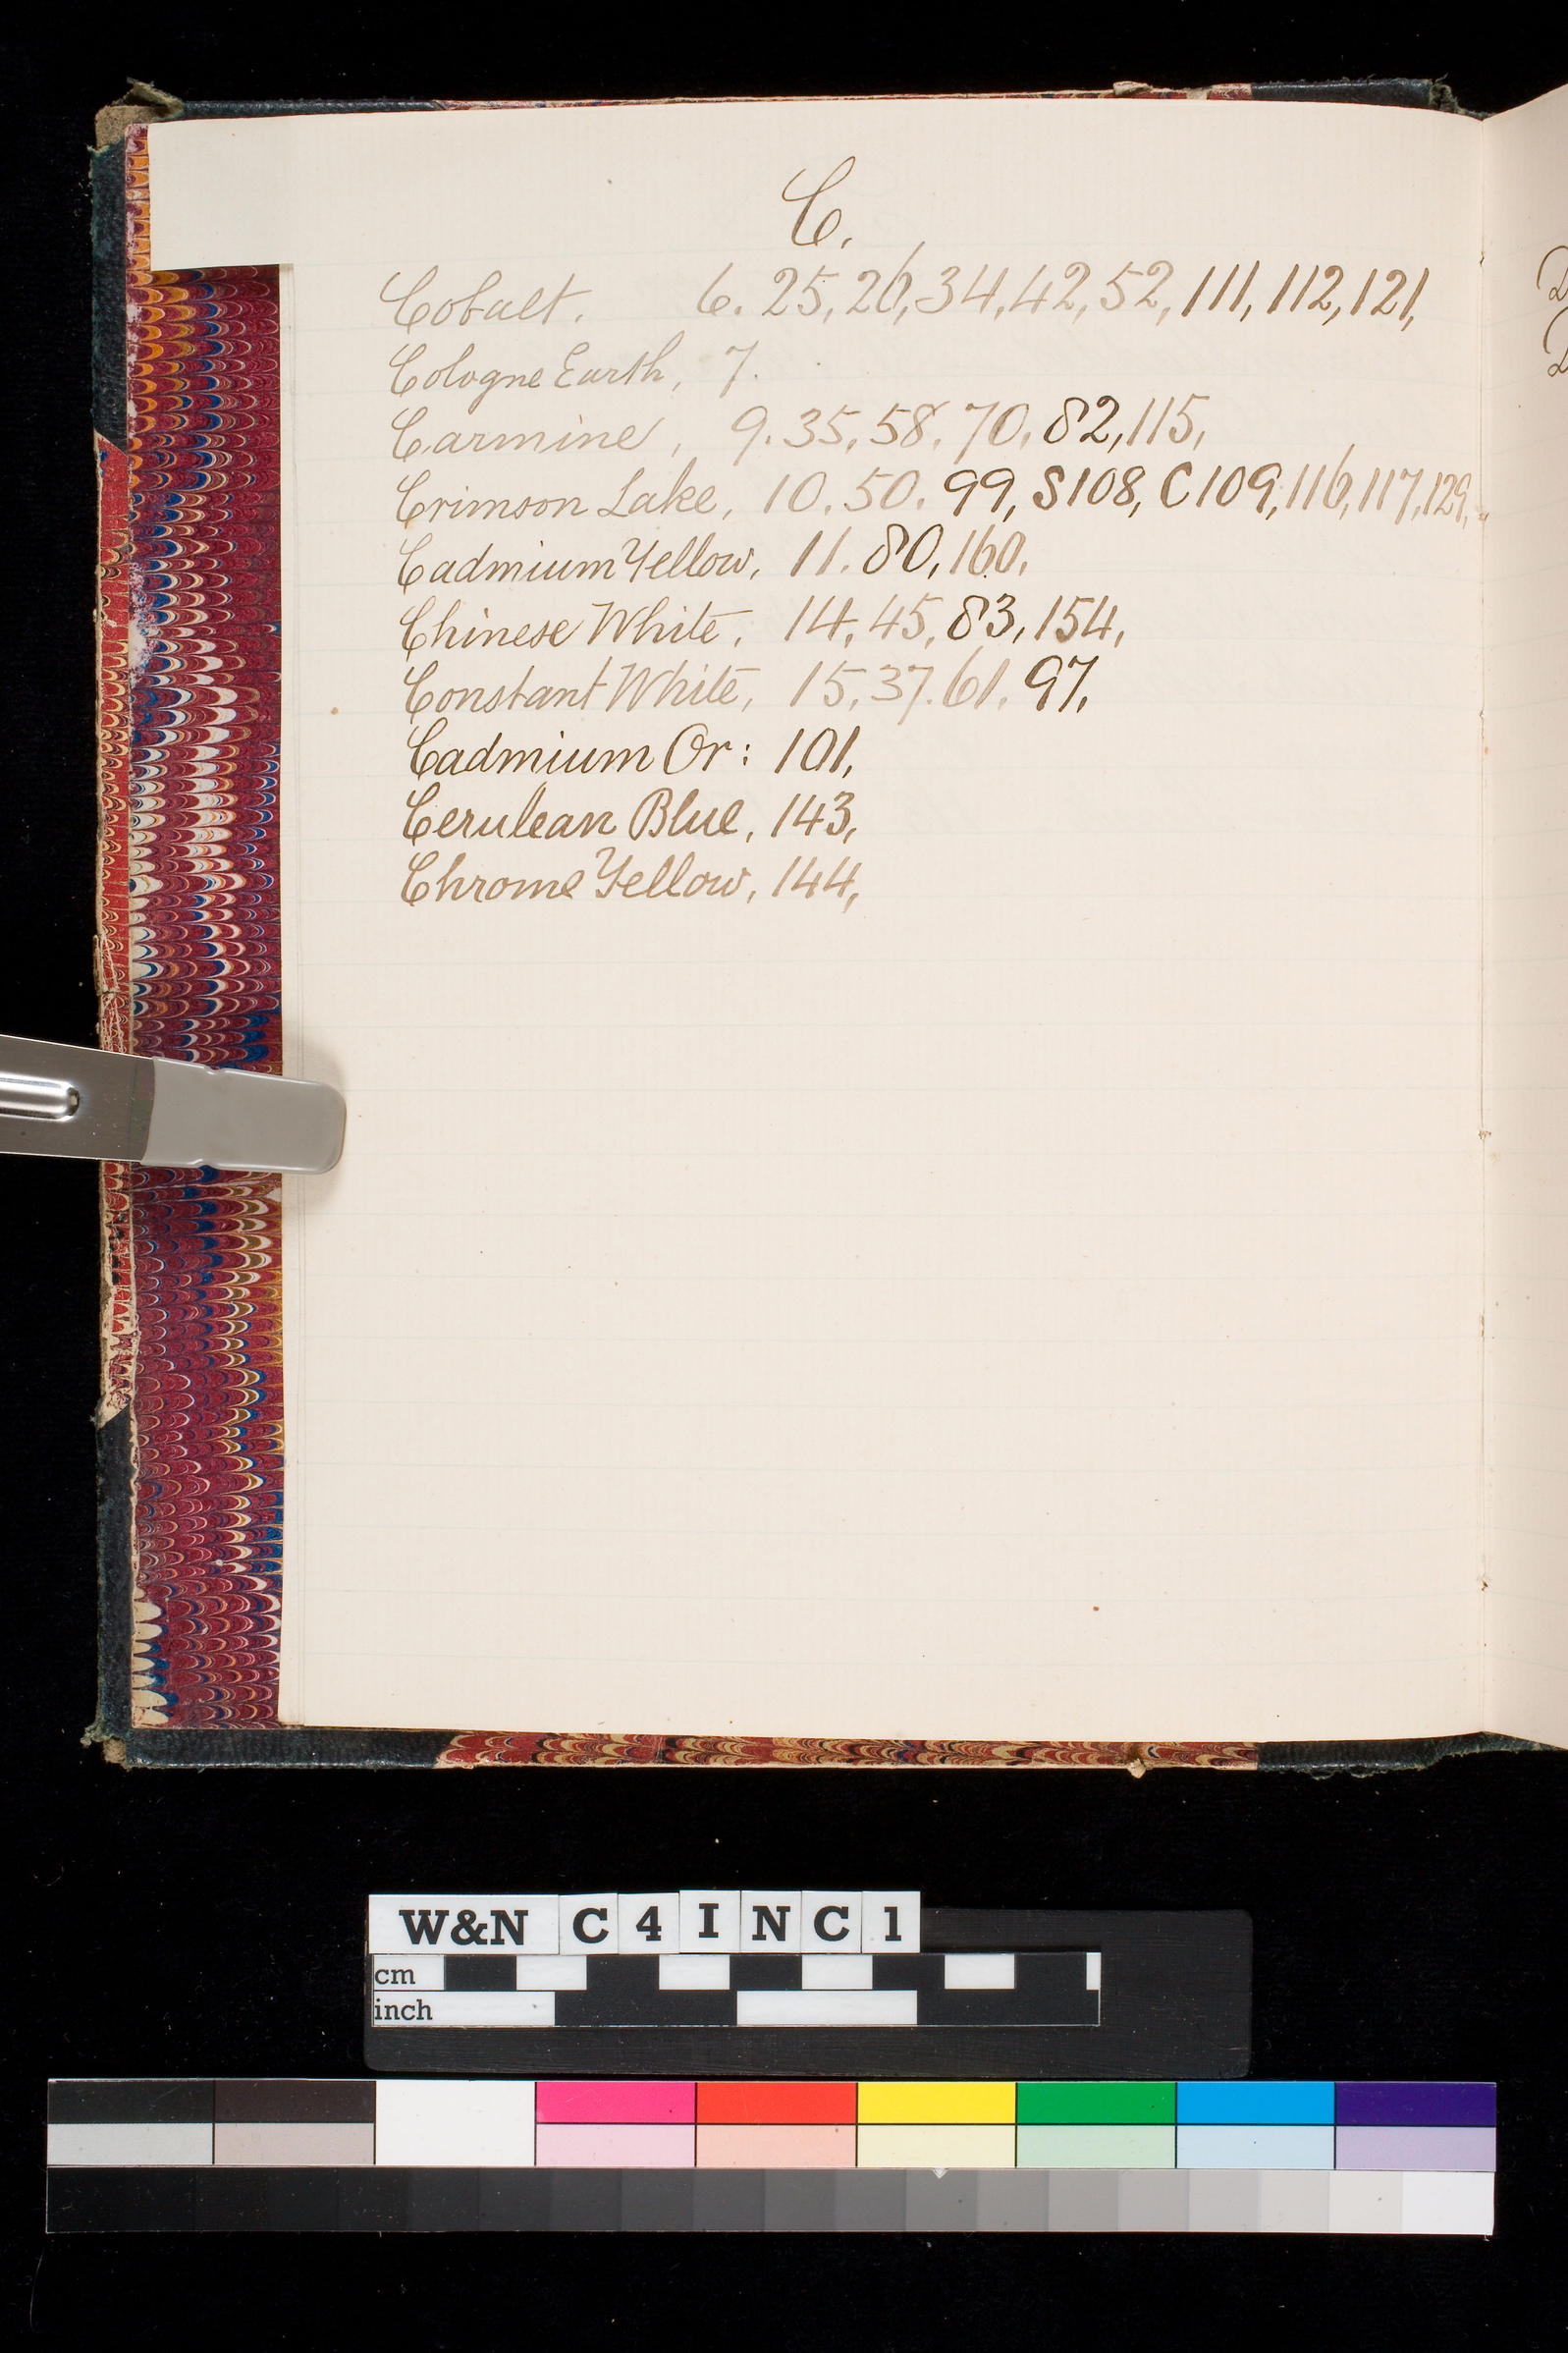 C.
Cobalt. 6. 25, 26, 34, 42, 52, 111, 112, 121,
Cologne Earth, 7.
Carmine, 9. 35, 58. 70, 82, 115,
Crimson Lake, 10. 50. 99, S108, C109, 116, 117, 129,
Cadmium Yellow, 11. 80, 160,
Chinese White, 14, 45, 83, 154,
Constant White, 15, 37. 61, 97,
Cadmium Or: 101,
Cerulean Blue, 143,
Chrome Yellow, 144,
W&N C 4 I N C 1
cm
inch